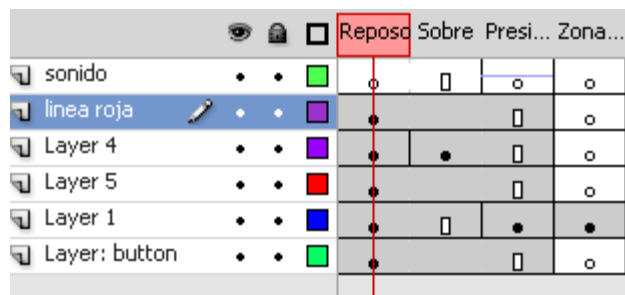 Reposo Sobre Presi... Zona...
sonido
linea roja
Layer 4
Layer 5
Layer 1
Layer: button